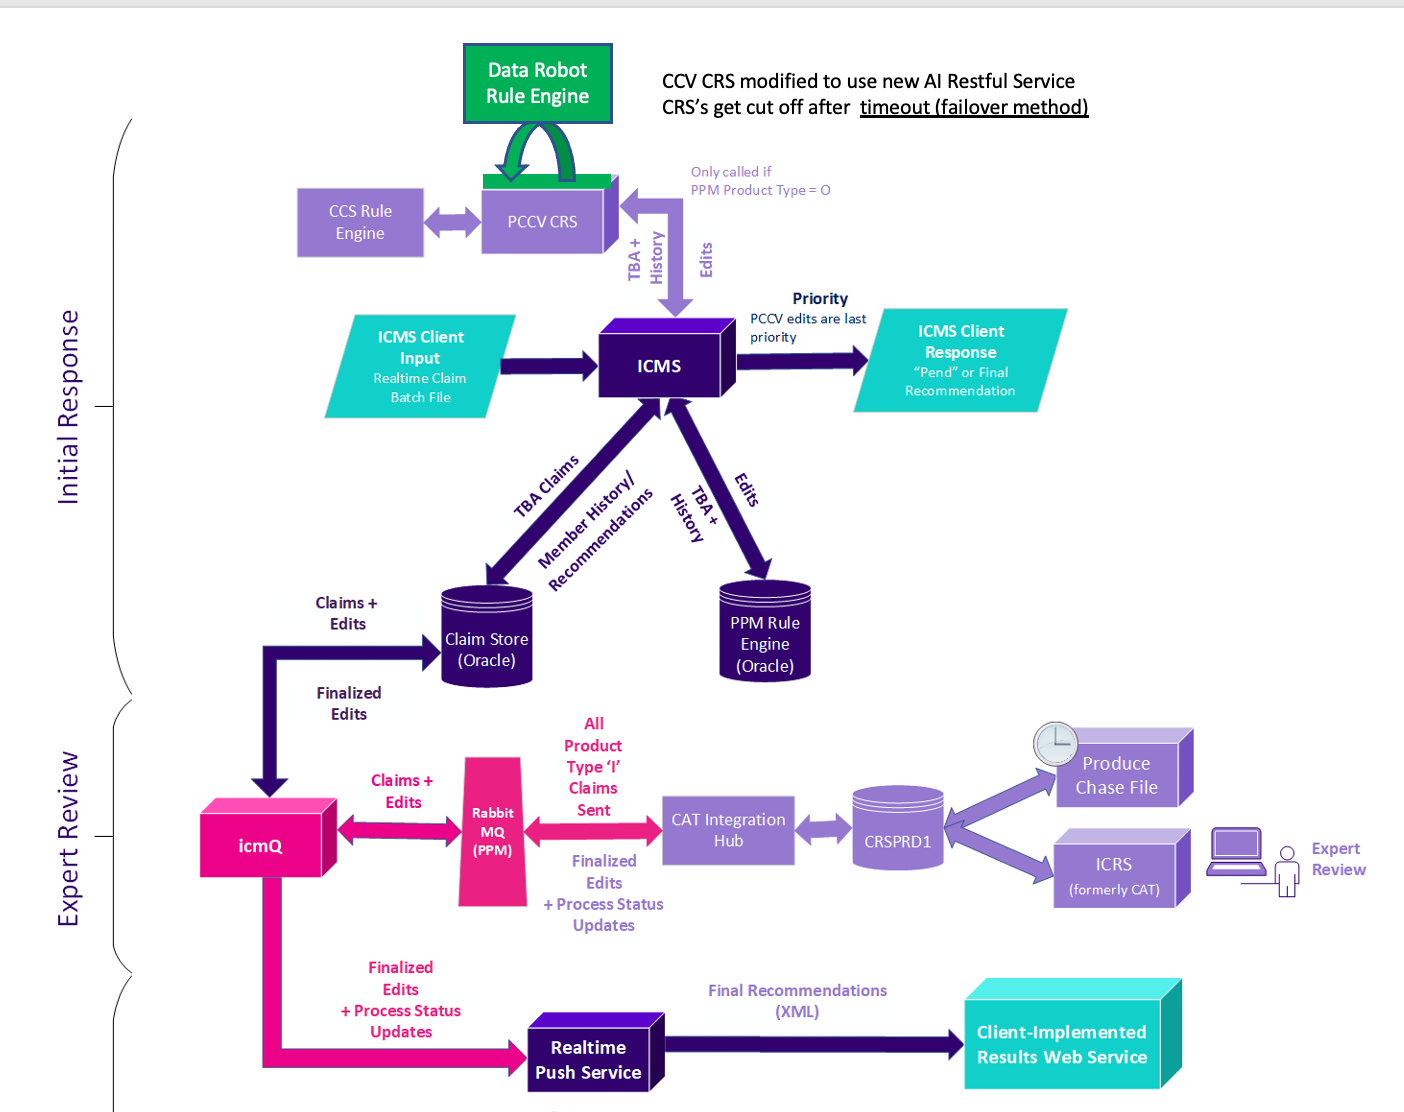 Data Robot
Rule Engine
CCV CRS modified to use new AI Restful Service
CRS's get cut off after timeout (failover method)
Only called if
PPM Product Type = O
CCS Rule
Engine
PCCV CRS
TBA +
History
Edits
Initial Response
ICMS Client
Input
Realtime Claim
Batch File
ICMS
Priority
PCCV edits are last
priority
ICMS Client
Response
"Pend" or Final
Recommendation
TBA Claims
Member History/
Recommendations
TBA +
History
Edits
Claims +
Edits
Claim Store
(Oracle)
PPM Rule
Engine
(Oracle)
Finalized
Edits
Expert Review
icmQ
Claims +
Edits
Rabbit
MQ
(PPM)
All
Product
Type 'I'
Claims
Sent
Finalized
Edits
+ Process Status
Updates
CAT Integration
Hub
CRSPRD1
Produce
Chase File
ICRS
(formerly CAT)
Expert
Review
Finalized
Edits
+ Process Status
Updates
Realtime
Push Service
Final Recommendations
(XML)
Client-Implemented
Results Web Service